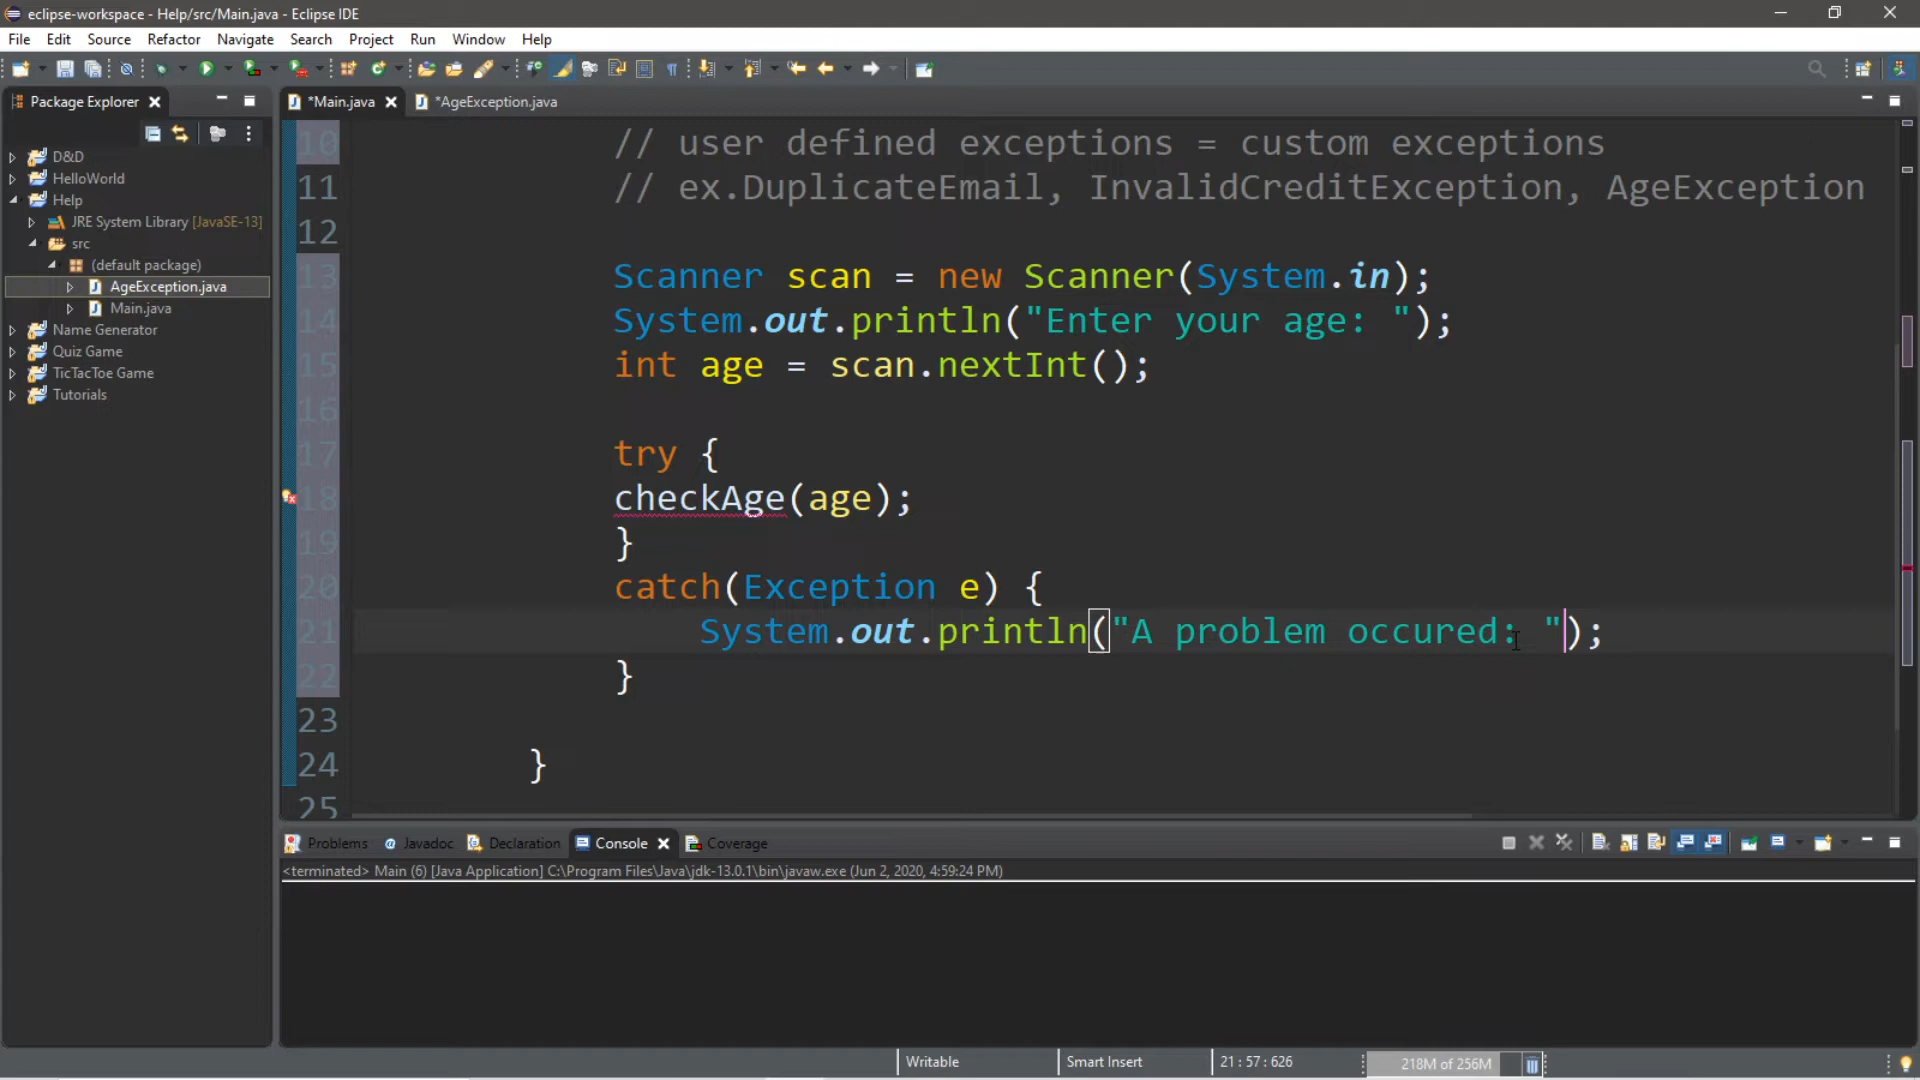 eclipse-workspace - Help/src/Main.java - Eclipse IDE
File Edit Source Refactor Navigate Search Project Run Window Help
Package Explorer
D&D
HelloWorld
Help
JRE System Library [JavaSE-13]
src
(default package)
AgeException.java
Main.java
Name Generator
Quiz Game
TicTacToe Game
Tutorials
*Main.java *AgeException.java
10 // user defined exceptions = custom exceptions
11 // ex.DuplicateEmail, InvalidCreditException, AgeException
12
13 Scanner scan = new Scanner(System.in);
14 System.out.println("Enter your age: ");
15 int age = scan.nextInt();
16
17 try {
18 checkAge(age);
19 }
20 catch(Exception e) {
21 System.out.println("A problem occured: ");
22 }
23
24 }
25
Problems Javadoc Declaration Console Coverage
<terminated> Main (6) [Java Application] C:\Program Files\Java\jdk-13.0.1\bin\javaw.exe (Jun 2, 2020, 4:59:24 PM)
Writable Smart Insert 21 : 57 : 626 218M of 256M